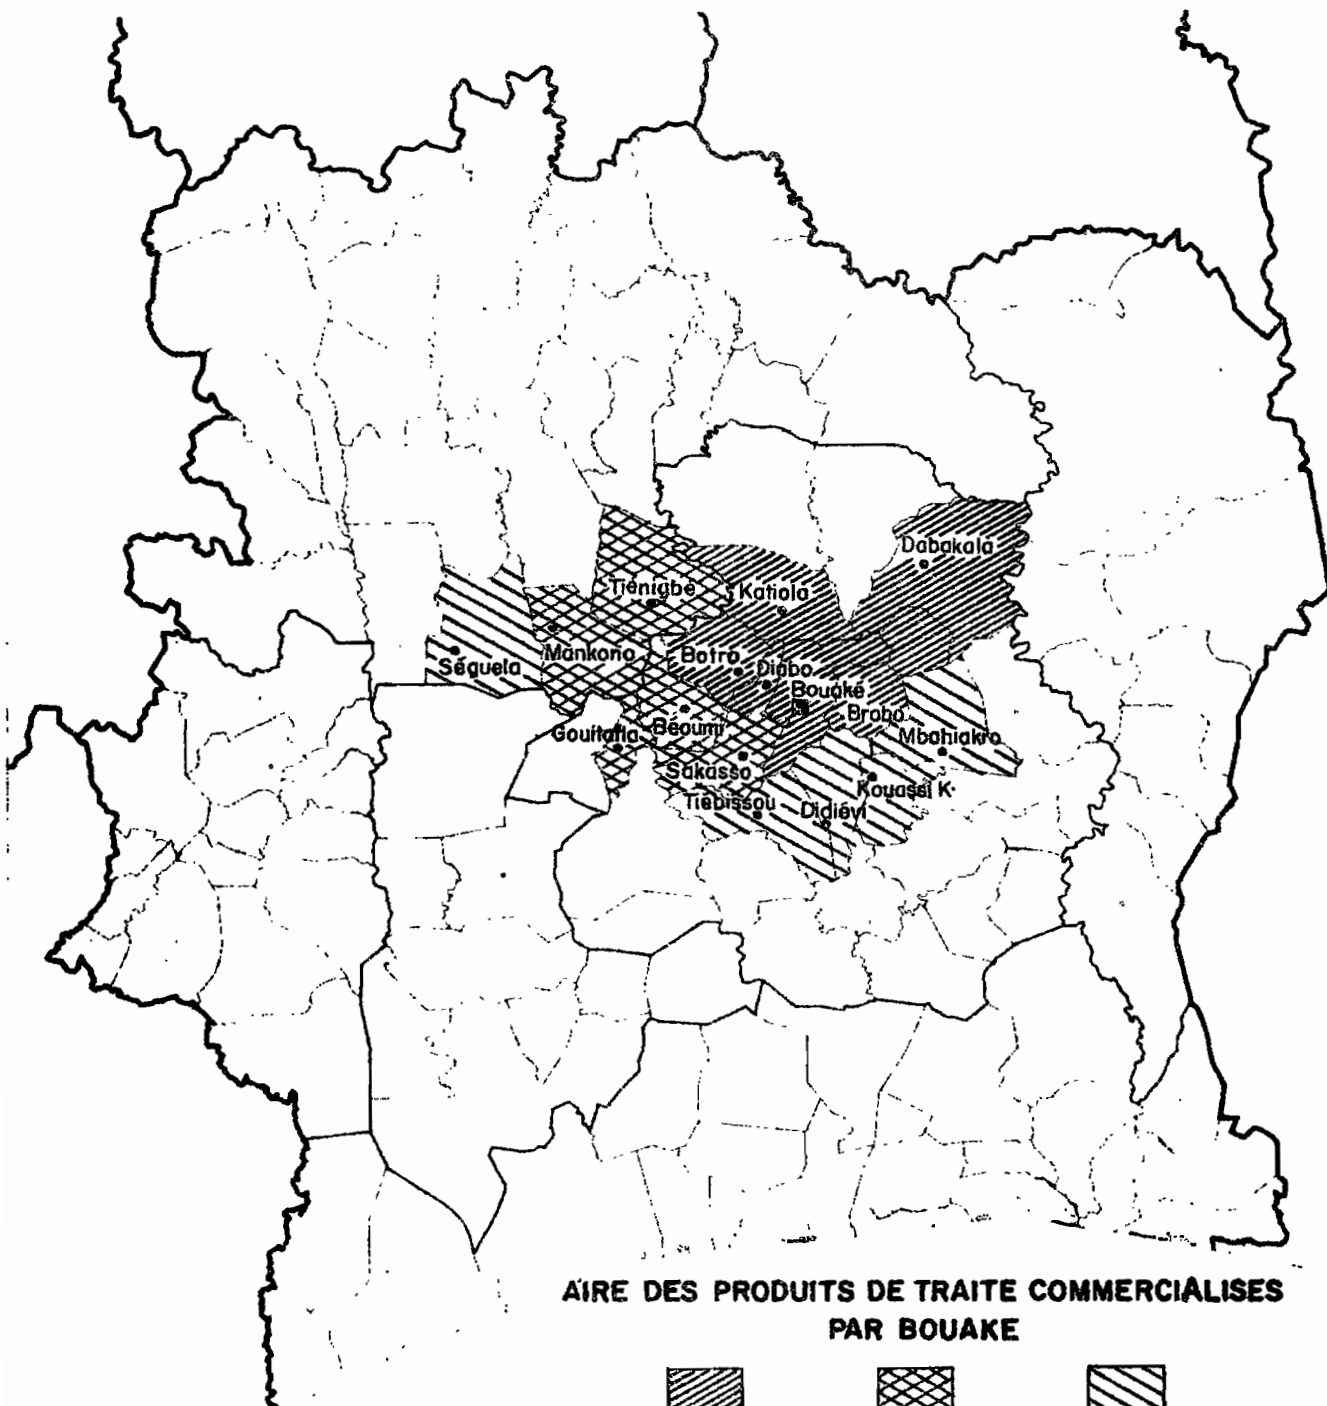 Dabakala
Tiénigbé
Katiola
Mankono
Botro
Diabo
Séguela
Bouaké
Brobo
Gouitafla
Béoumi
Mbahiakro
Sakasso
Kouassi K.
Tiébissou
Didiévi
AIRE DES PRODUITS DE TRAITE COMMERCIALISES
PAR BOUAKE